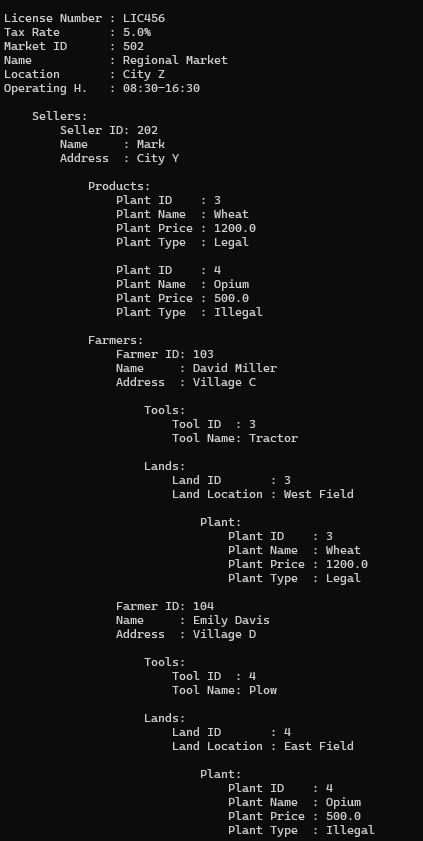 License Number : LIC456
Tax Rate       : 5.0%
Market ID      : 502
Name           : Regional Market
Location       : City Z
Operating H.   : 08:30-16:30

    Sellers:
        Seller ID: 202
        Name     : Mark
        Address  : City Y

            Products:
                Plant ID    : 3
                Plant Name  : Wheat
                Plant Price : 1200.0
                Plant Type  : Legal

                Plant ID    : 4
                Plant Name  : Opium
                Plant Price : 500.0
                Plant Type  : Illegal

            Farmers:
                Farmer ID: 103
                Name     : David Miller
                Address  : Village C

                    Tools:
                        Tool ID  : 3
                        Tool Name: Tractor

                    Lands:
                        Land ID       : 3
                        Land Location : West Field

                            Plant:
                                Plant ID    : 3
                                Plant Name  : Wheat
                                Plant Price : 1200.0
                                Plant Type  : Legal

                Farmer ID: 104
                Name     : Emily Davis
                Address  : Village D

                    Tools:
                        Tool ID  : 4
                        Tool Name: Plow

                    Lands:
                        Land ID       : 4
                        Land Location : East Field

                            Plant:
                                Plant ID    : 4
                                Plant Name  : Opium
                                Plant Price : 500.0
                                Plant Type  : Illegal